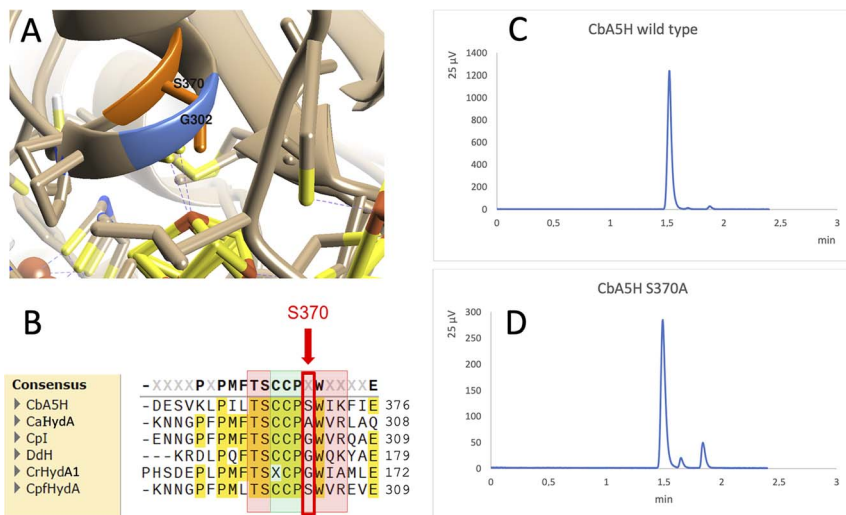 A
S370
G302
B
S370
Consensus
-XXXXPXPMFTSCCPXWXXXXE
CbA5H -DESVKLPILTSCCPSWIKFIE 376
CaHydA -KNNGPFPMFTSCCPAWVRLAQ 308
CpI -ENNGPFPMFTSCCPGWVRQAE 309
DdH ---KRDLPQFTSCCPGWQKYAE 179
CrHydA1 PHSDEPLPMFTSXCPGWIAMLE 172
CpfHydA -KNNGPFPMLTSCCPSWVREVE 309
C
CbA5H wild type
25 µV
1400
1200
1000
800
600
400
200
0
0 0,5 1 1,5 2 2,5 3
min
D
CbA5H S370A
25 µV
300
250
200
150
100
50
0
0 0,5 1 1,5 2 2,5 3
min